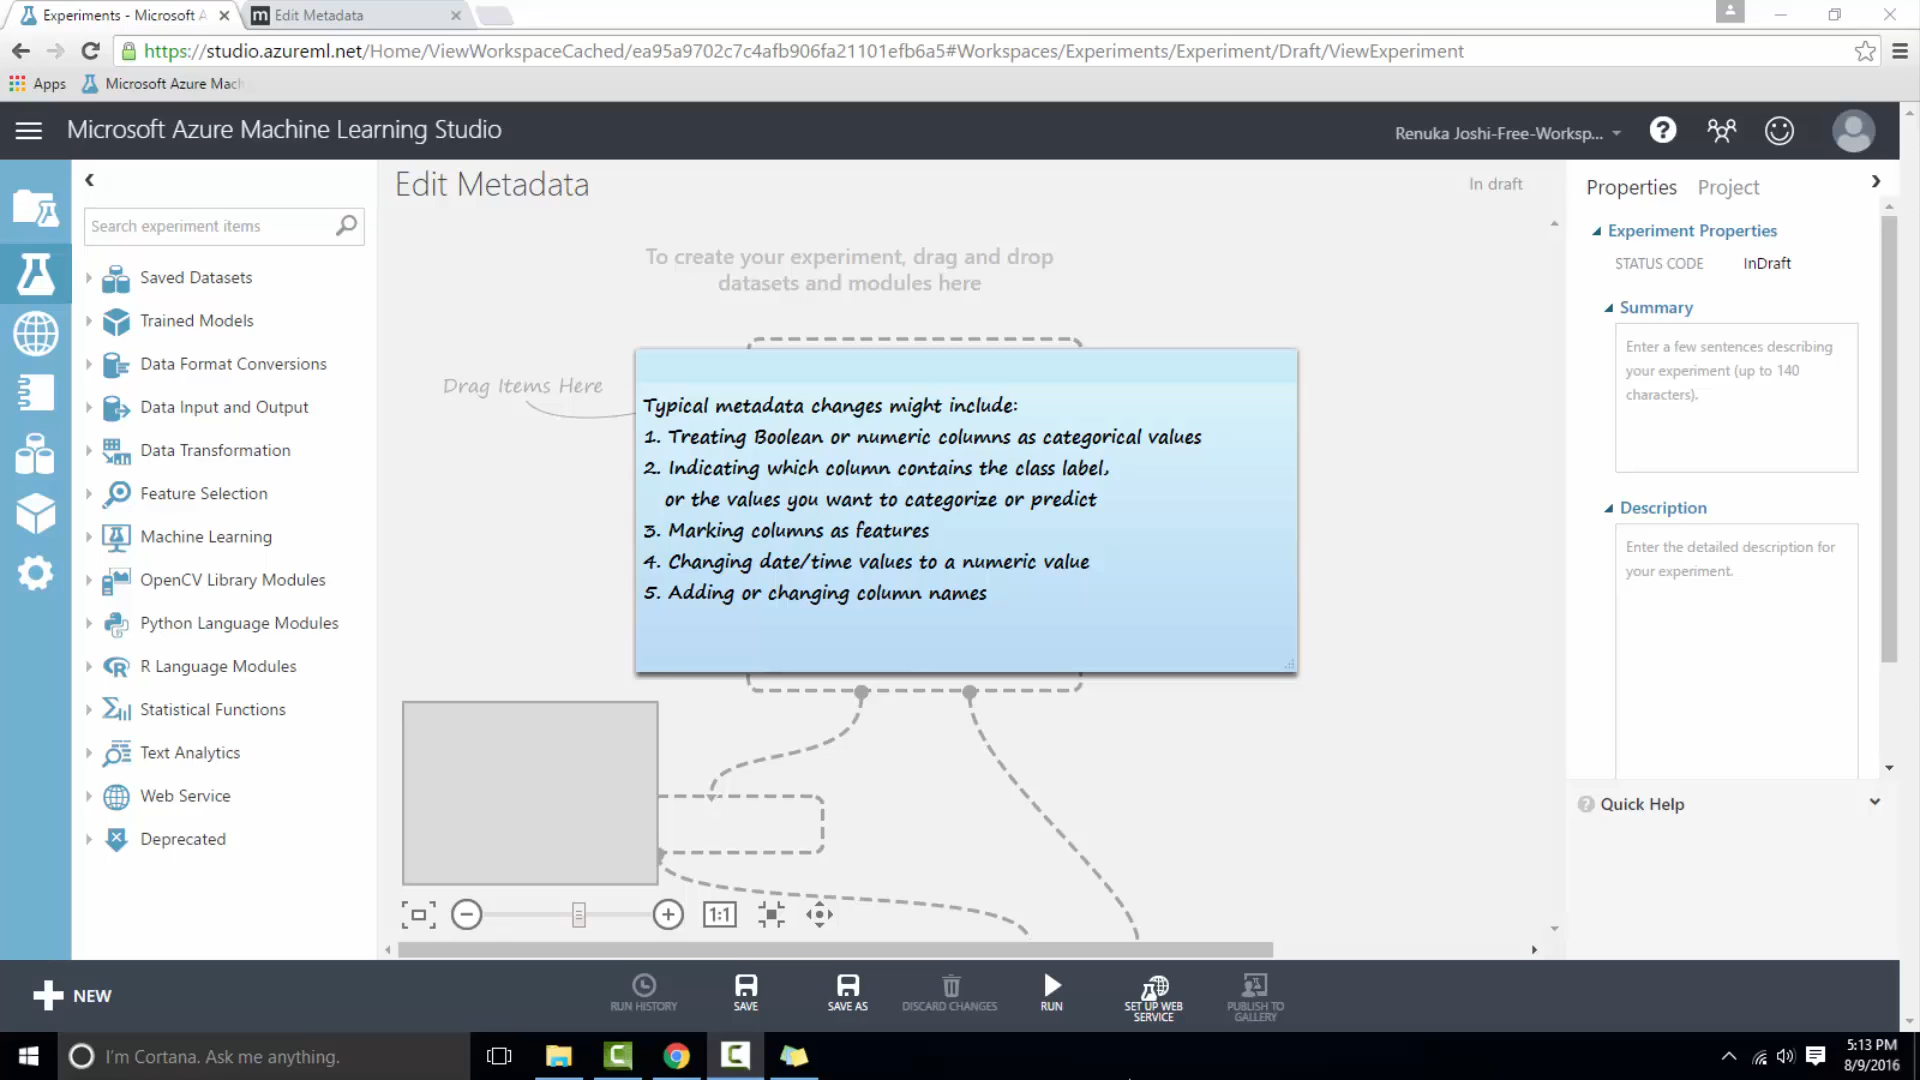 Experiments - Microsoft A
Edit Metadata
https://studio.azureml.net/Home/ViewWorkspaceCached/ea95a9702c7c4afb906fa21101efb6a5#Workspaces/Experiments/Experiment/Draft/ViewExperiment
Apps
Microsoft Azure Mach
Microsoft Azure Machine Learning Studio
Renuka Joshi-Free-Worksp...
Edit Metadata
In draft
Properties
Project
Search experiment items
Saved Datasets
Trained Models
Data Format Conversions
Data Input and Output
Data Transformation
Feature Selection
Machine Learning
OpenCV Library Modules
Python Language Modules
R Language Modules
Statistical Functions
Text Analytics
Web Service
Deprecated
To create your experiment, drag and drop
datasets and modules here
Drag Items Here
Typical metadata changes might include:
1. Treating Boolean or numeric columns as categorical values
2. Indicating which column contains the class label,
or the values you want to categorize or predict
3. Marking columns as features
4. Changing date/time values to a numeric value
5. Adding or changing column names
1:1
Experiment Properties
STATUS CODE
InDraft
Summary
Enter a few sentences describing
your experiment (up to 140
characters).
Description
Enter the detailed description for
your experiment.
Quick Help
NEW
RUN HISTORY
SAVE
SAVE AS
DISCARD CHANGES
RUN
SET UP WEB
SERVICE
PUBLISH TO
GALLERY
I'm Cortana. Ask me anything.
5:13 PM
8/9/2016